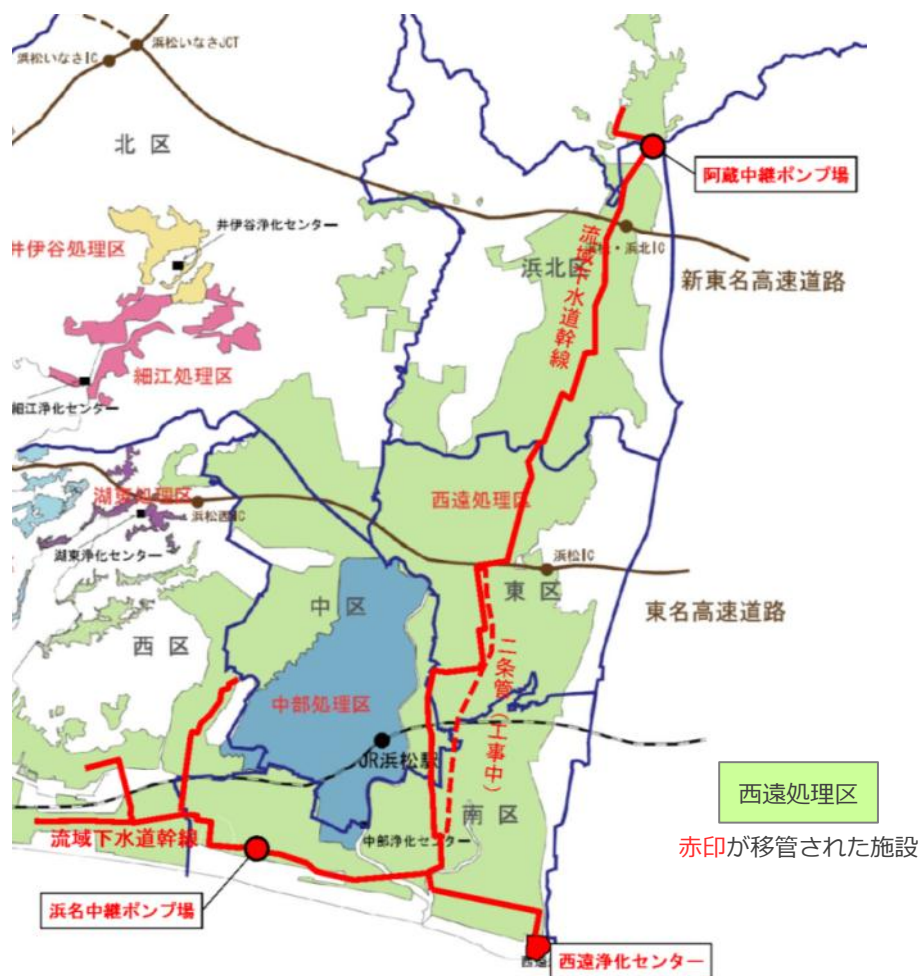 浜松いなさJCT
浜松いなさIC
北 区
阿蔵中継ポンプ場
井伊谷浄化センター
井伊谷処理区
浜松・浜北IC
浜北区
新東名高速道路
流域下水道幹線
細江処理区
細江浄化センター
西遠処理区
湖東処理区
浜松西IC
湖東浄化センター
浜松IC
東 区
中 区
東名高速道路
西 区
二条管(工事中)
中部処理区
JR浜松駅
西遠処理区
南 区
流域下水道幹線
中部浄化センター
赤印が移管された施設
浜名中継ポンプ場
西遠浄化センター